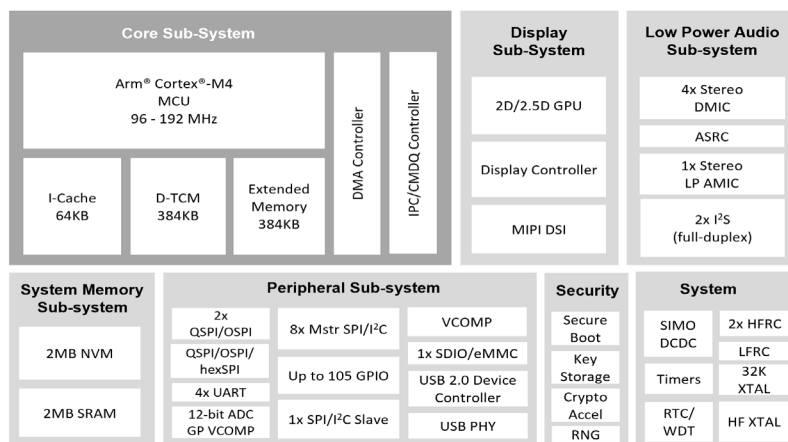 Core Sub-System
Arm® Cortex®-M4
MCU
96 - 192 MHz
I-Cache
64KB
D-TCM
384KB
Extended
Memory
384KB
DMA Controller
IPC/CMDQ Controller
Display
Sub-System
2D/2.5D GPU
Display Controller
MIPI DSI
Low Power Audio
Sub-system
4x Stereo
DMIC
ASRC
1x Stereo
LP AMIC
2x I²S
(full-duplex)
System Memory
Sub-system
2MB NVM
2MB SRAM
Peripheral Sub-system
2x
QSPI/OSPI
QSPI/OSPI/
hexSPI
4x UART
12-bit ADC
GP VCOMP
8x Mstr SPI/I²C
Up to 105 GPIO
1x SPI/I²C Slave
VCOMP
1x SDIO/eMMC
USB 2.0 Device
Controller
USB PHY
Security
Secure
Boot
Key
Storage
Crypto
Accel
RNG
System
SIMO
DCDC
Timers
RTC/
WDT
2x HFRC
LFRC
32K
XTAL
HF XTAL